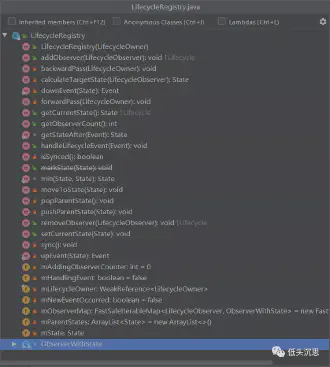 LifecycleRegistry.java
Inherited members (Ctrl+F12)  Anonymous Classes (Ctrl+I)  Lambdas (Ctrl+L)
LifecycleRegistry
LifecycleRegistry(LifecycleOwner)
addObserver(LifecycleObserver): void ↑Lifecycle
backwardPass(LifecycleOwner): void
calculateTargetState(LifecycleObserver): State
downEvent(State): Event
forwardPass(LifecycleOwner): void
getCurrentState(): State ↑Lifecycle
getObserverCount(): int
getStateAfter(Event): State
handleLifecycleEvent(Event): void
isSynced(): boolean
markState(State): void
min(State, State): State
moveToState(State): void
popParentState(): void
pushParentState(State): void
removeObserver(LifecycleObserver): void ↑Lifecycle
setCurrentState(State): void
sync(): void
upEvent(State): Event
mAddingObserverCounter: int = 0
mHandlingEvent: boolean = false
mLifecycleOwner: WeakReference<LifecycleOwner>
mNewEventOccurred: boolean = false
mObserverMap: FastSafeIterableMap<LifecycleObserver, ObserverWithState> = new Fast
mParentStates: ArrayList<State> = new ArrayList<>()
mState: State
ObserverWithState
低头沉思